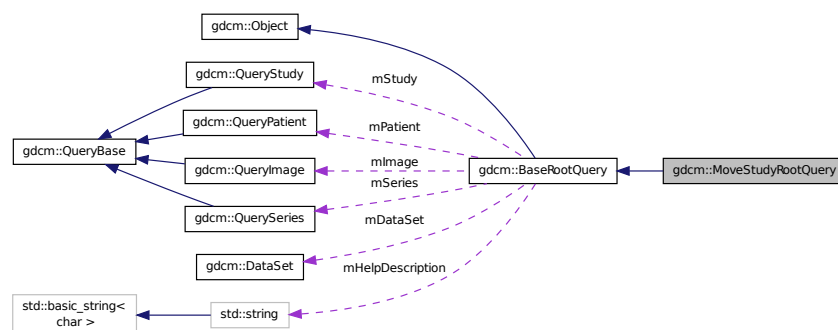 gdcm::Object
gdcm::QueryStudy
mStudy
gdcm::QueryPatient
mPatient
gdcm::QueryBase
gdcm::QueryImage
mImage
gdcm::BaseRootQuery
gdcm::MoveStudyRootQuery
mSeries
gdcm::QuerySeries
mDataSet
gdcm::DataSet
mHelpDescription
std::basic_string<
char >
std::string